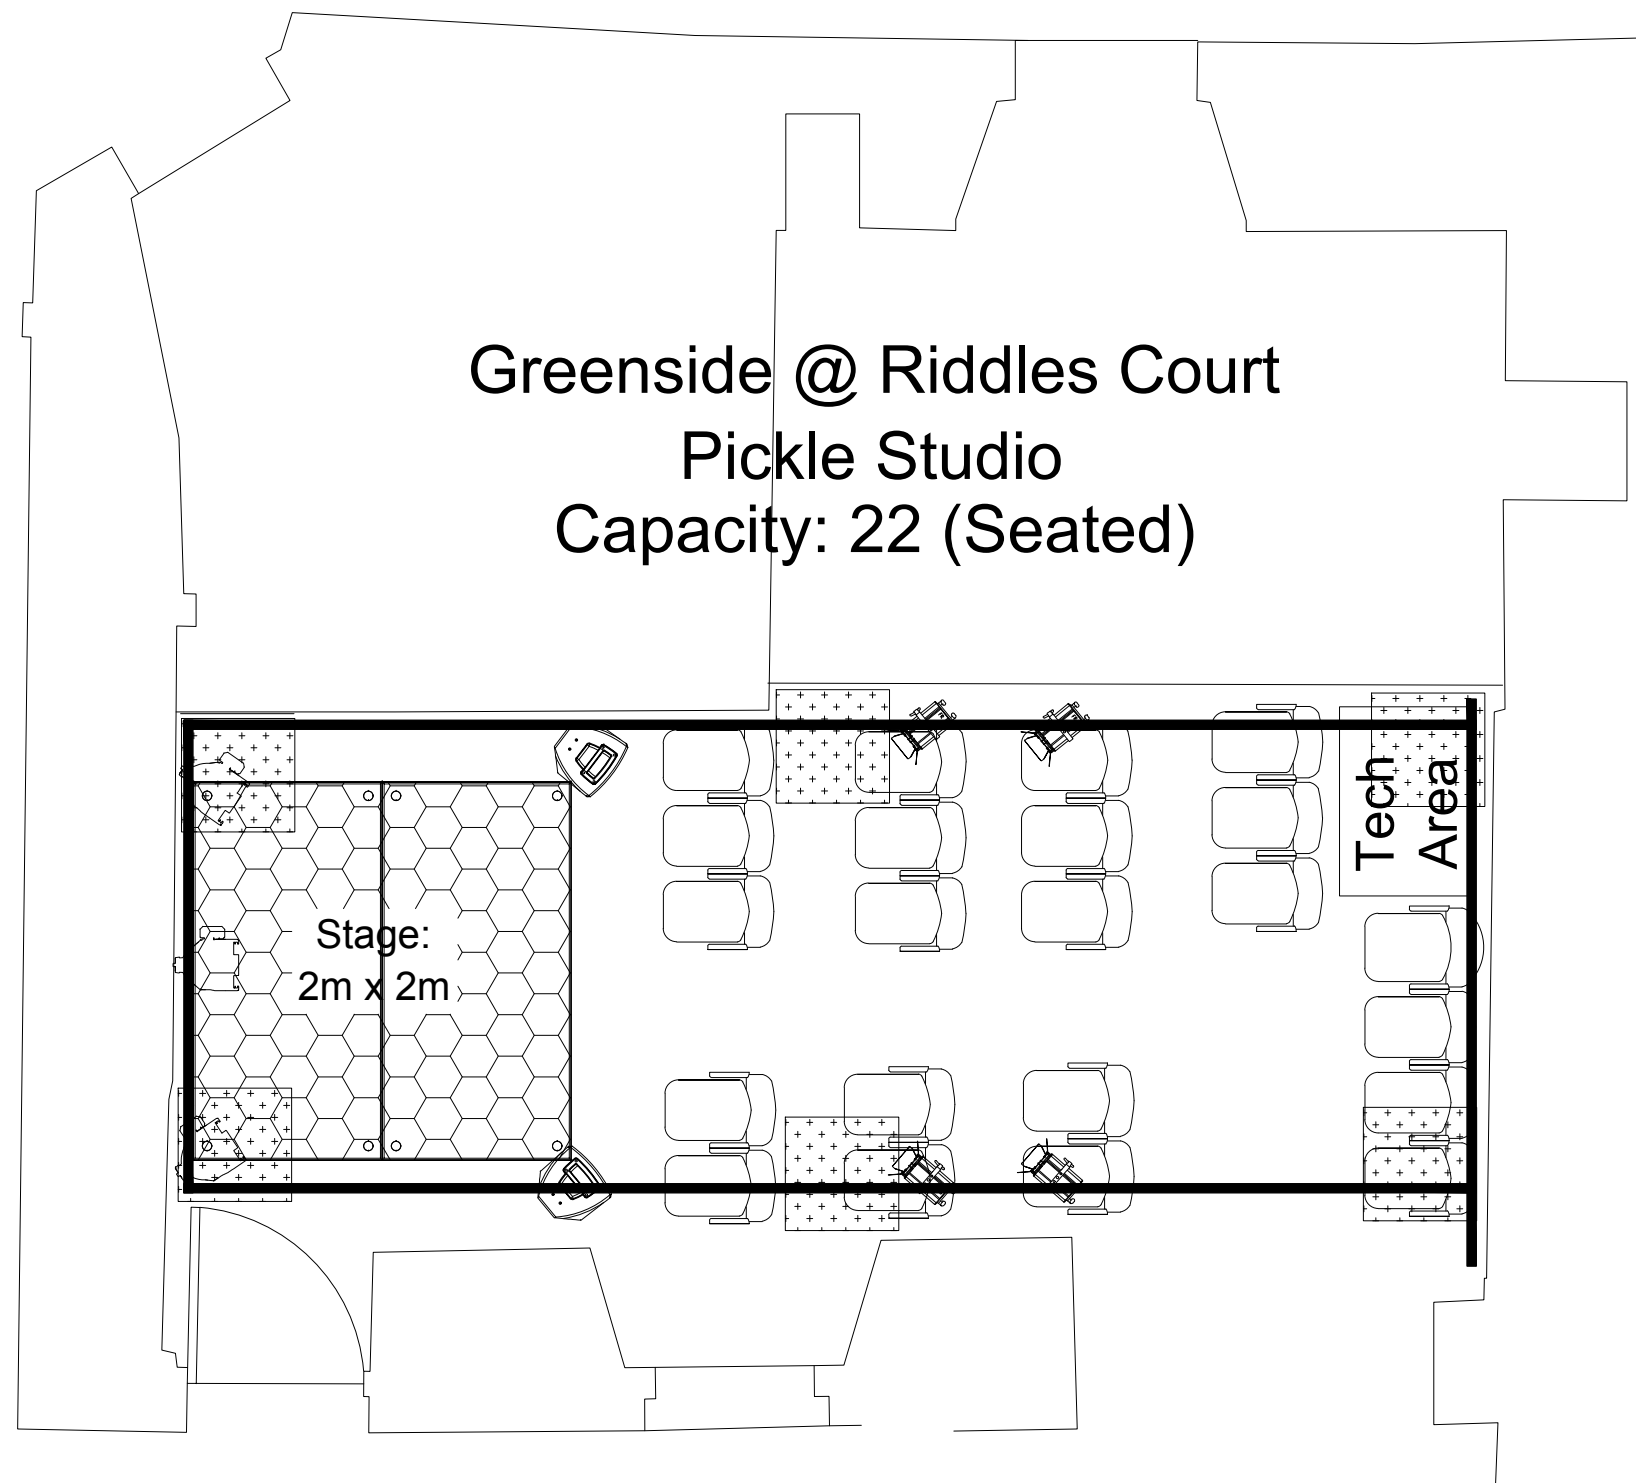 Greenside @ Riddles Court
Pickle Studio
Capacity: 22 (Seated)
Tech
Area
Stage:
2m x 2m